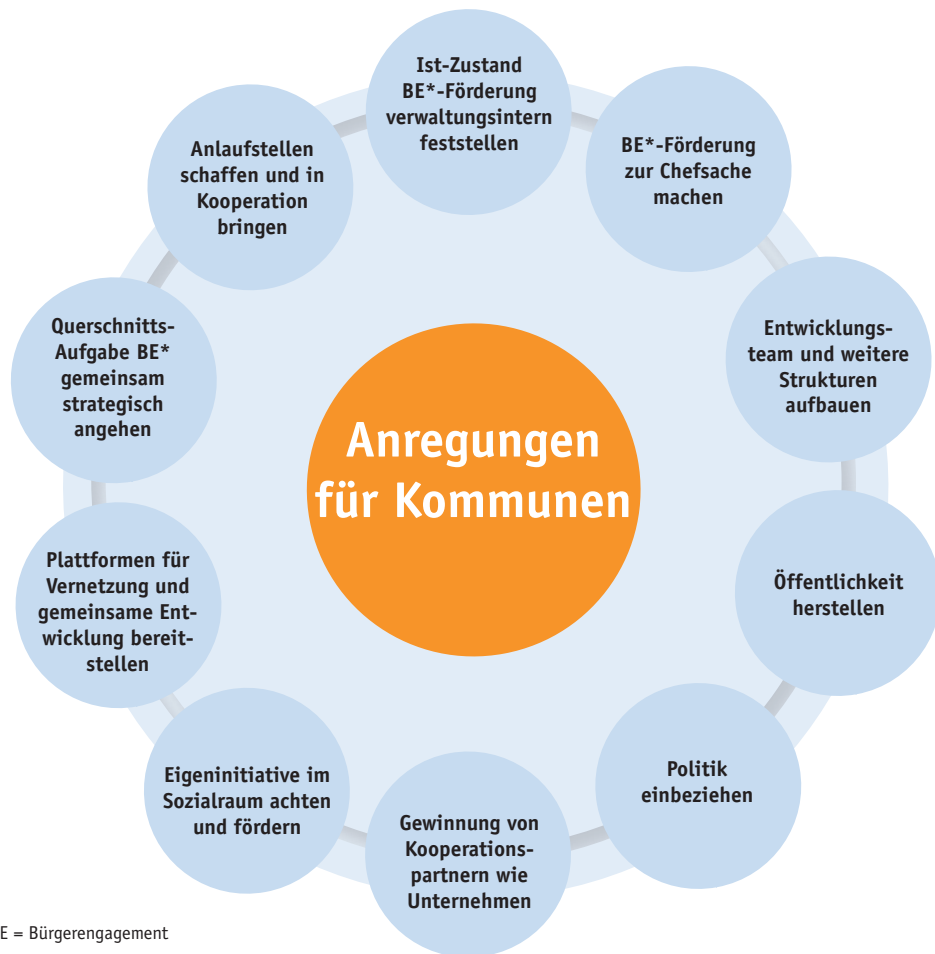 Ist-Zustand
BE*-Förderung
verwaltungsintern
feststellen
BE*-Förderung
zur Chefsache
machen
Entwicklungs-
team und weitere
Strukturen
aufbauen
Öffentlichkeit
herstellen
Politik
einbeziehen
Gewinnung von
Kooperations-
partnern wie
Unternehmen
Eigeninitiative im
Sozialraum achten
und fördern
Plattformen für
Vernetzung und
gemeinsame Ent-
wicklung bereit-
stellen
Querschnitts-
Aufgabe BE*
gemeinsam
strategisch
angehen
Anlaufstellen
schaffen und in
Kooperation
bringen
Anregungen
für Kommunen
E = Bürgerengagement